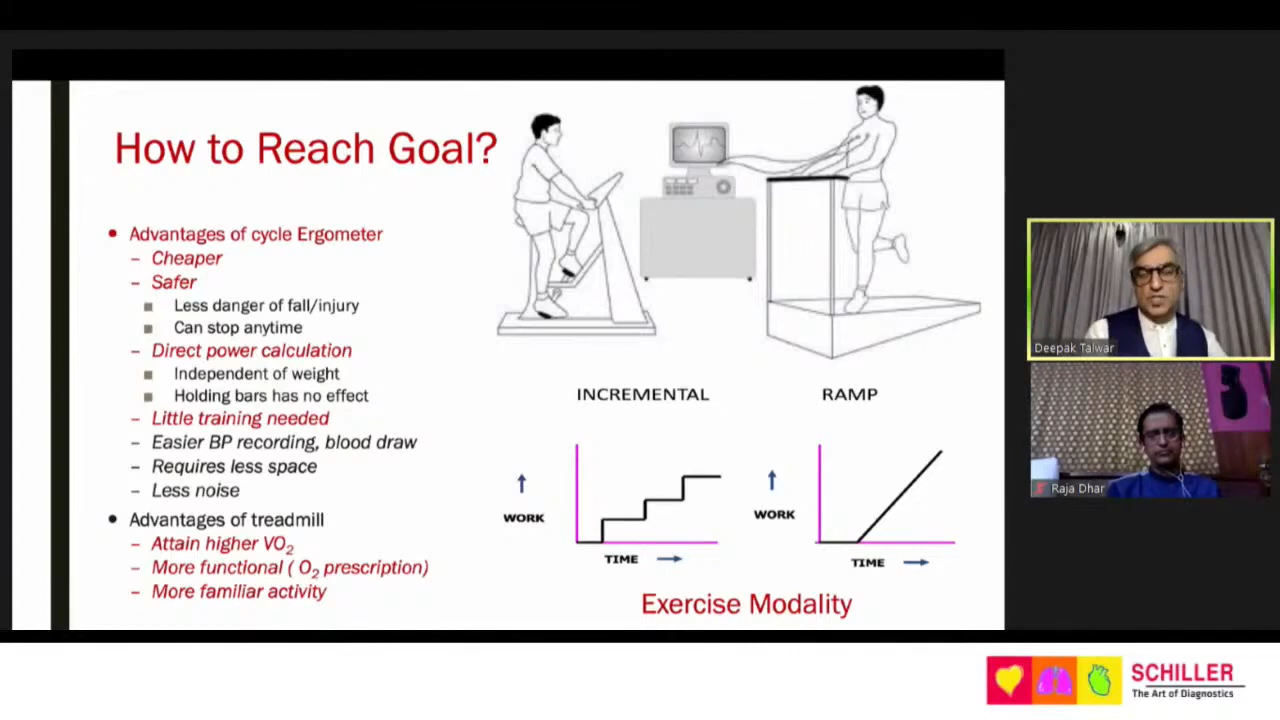 How to Reach Goal?
• Advantages of cycle Ergometer
– Cheaper
– Safer
■ Less danger of fall/injury
■ Can stop anytime
– Direct power calculation
■ Independent of weight
■ Holding bars has no effect
– Little training needed
– Easier BP recording, blood draw
– Requires less space
– Less noise
• Advantages of treadmill
– Attain higher VO₂
– More functional ( O₂ prescription)
– More familiar activity
INCREMENTAL
RAMP
WORK
TIME
WORK
TIME
Exercise Modality
Deepak Talwar
Raja Dhar
SCHILLER
The Art of Diagnostics